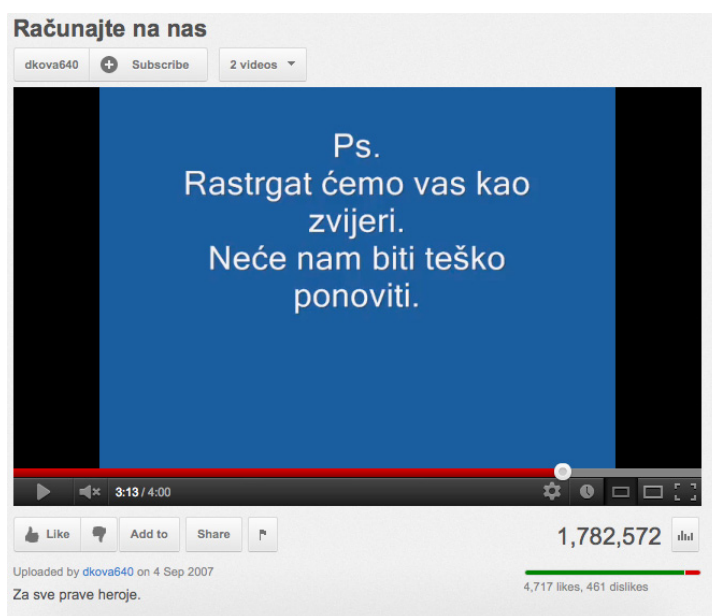 Računajte na nas
dkova640 Subscribe 2 videos
Ps.
Rastrgat ćemo vas kao
zvijeri.
Neće nam biti teško
ponoviti.
3:13 / 4:00
Like Add to Share 1,782,572
Uploaded by dkova640 on 4 Sep 2007
4,717 likes, 461 dislikes
Za sve prave heroje.